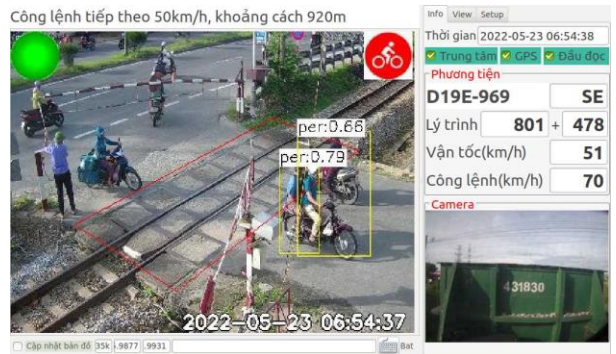 Công lệnh tiếp theo 50km/h, khoảng cách 920m
per:0.66
per:0.79
2022-05-23 06:54:37
Cập nhật bản đồ 35k .9877 .9931 Bat
Info View Setup
Thời gian 2022-05-23 06:54:38
Trung tâm GPS Đầu đọc
Phương tiện
D19E-969 SE
Lý trình 801 + 478
Vận tốc(km/h) 51
Công lệnh(km/h) 70
Camera
431830